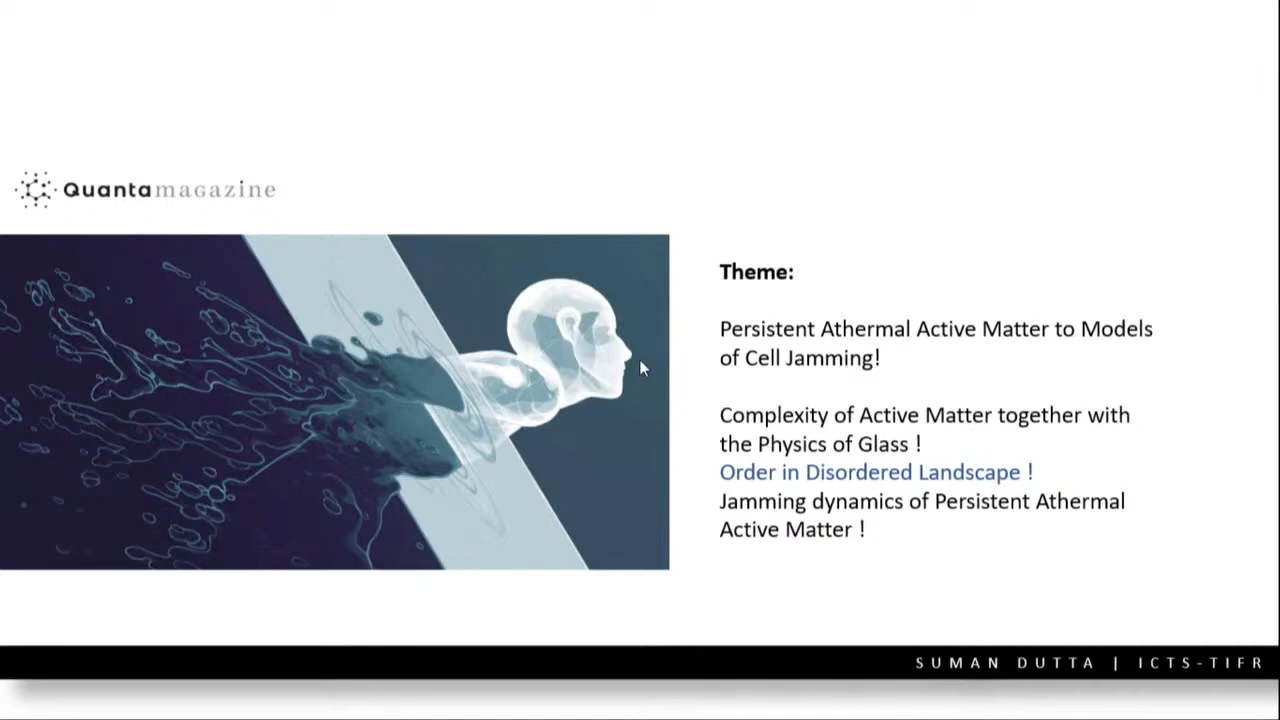 Quantamagazine
Theme:
Persistent Athermal Active Matter to Models
of Cell Jamming!
Complexity of Active Matter together with
the Physics of Glass !
Order in Disordered Landscape !
Jamming dynamics of Persistent Athermal
Active Matter !
SUMAN DUTTA | ICTS-TIFR